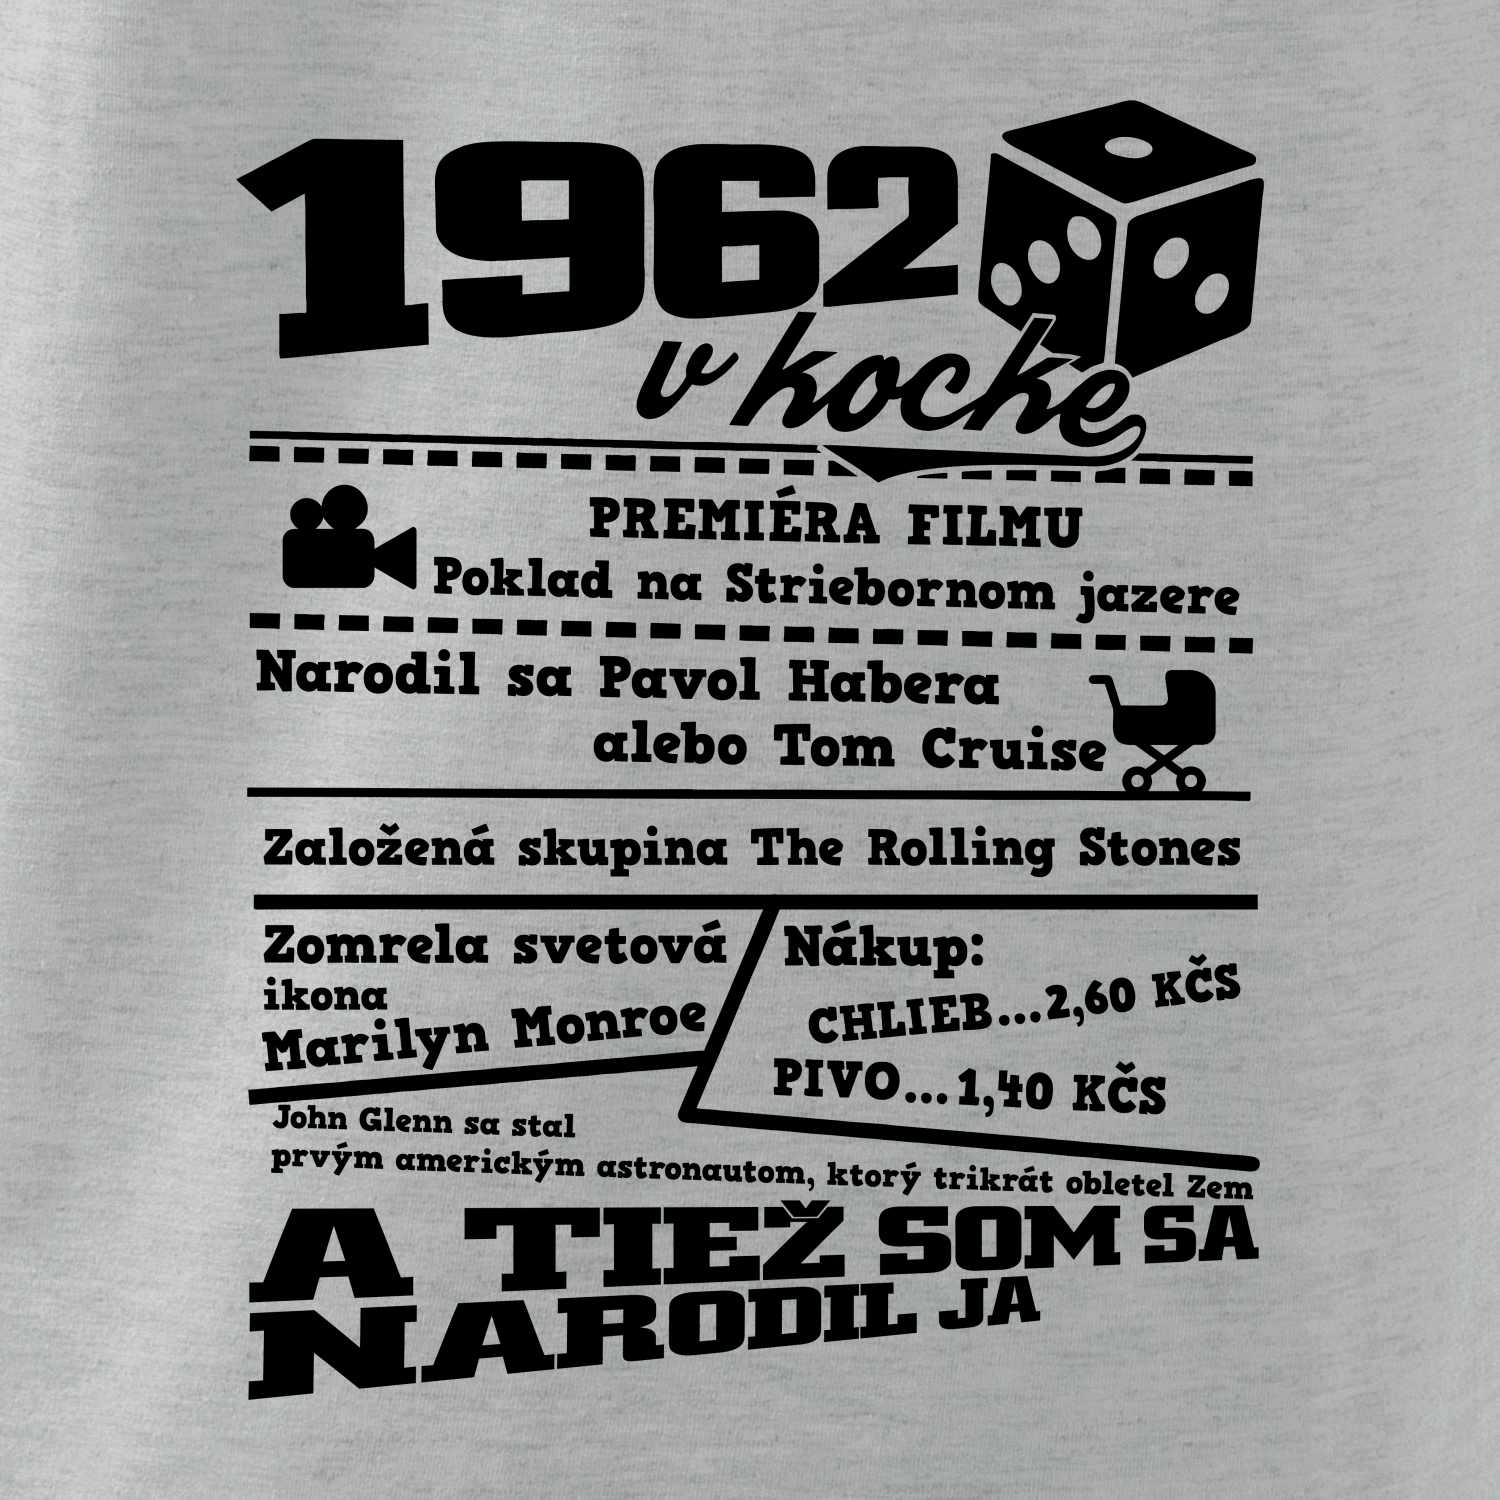 1962
v kocke
PREMIÉRA FILMU
Poklad na Striebornom jazere
Narodil sa Pavol Habera
alebo Tom Cruise
Založená skupina The Rolling Stones
Zomrela svetová
ikona
Marilyn Monroe
Nákup:
CHLIEB...2,60 KČS
PIVO...1,40 KČS
John Glenn sa stal
prvým americkým astronautom, ktorý trikrát obletel Zem
A TIEŽ SOM SA
NARODIL JA